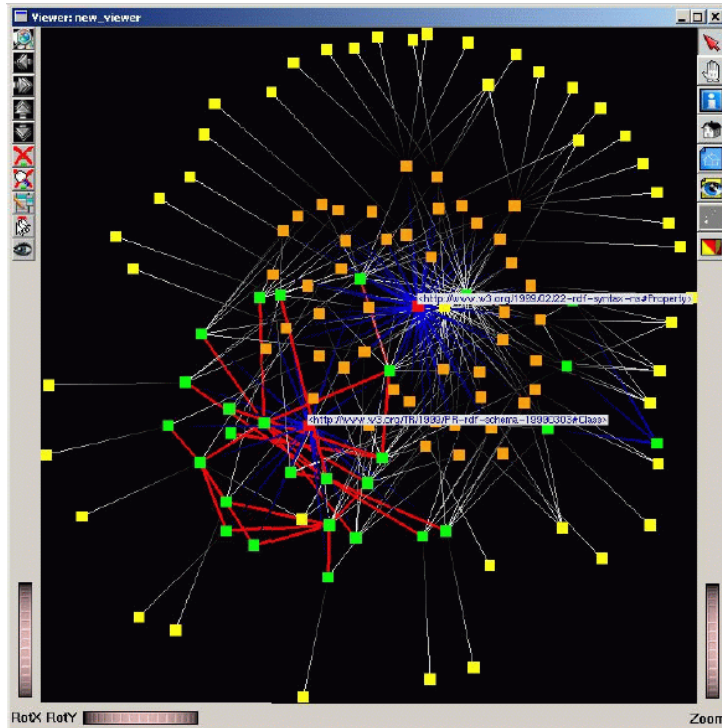 Viewer: new_viewer
<http://www.w3.org/1999/02/22-rdf-syntax-ns#Property>
<http://www.w3.org/TR/1999/PR-rdf-schema-19990303#Class>
RotX RotY
Zoom